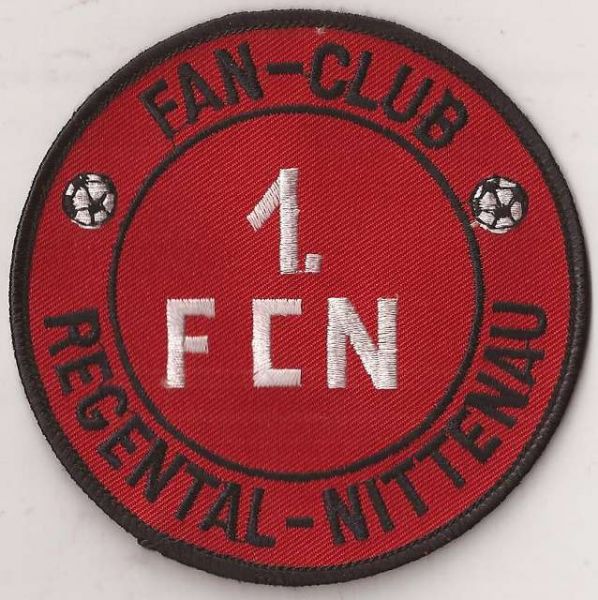 FAN-CLUB
1.
FCN
REGENTAL-NITTENAU